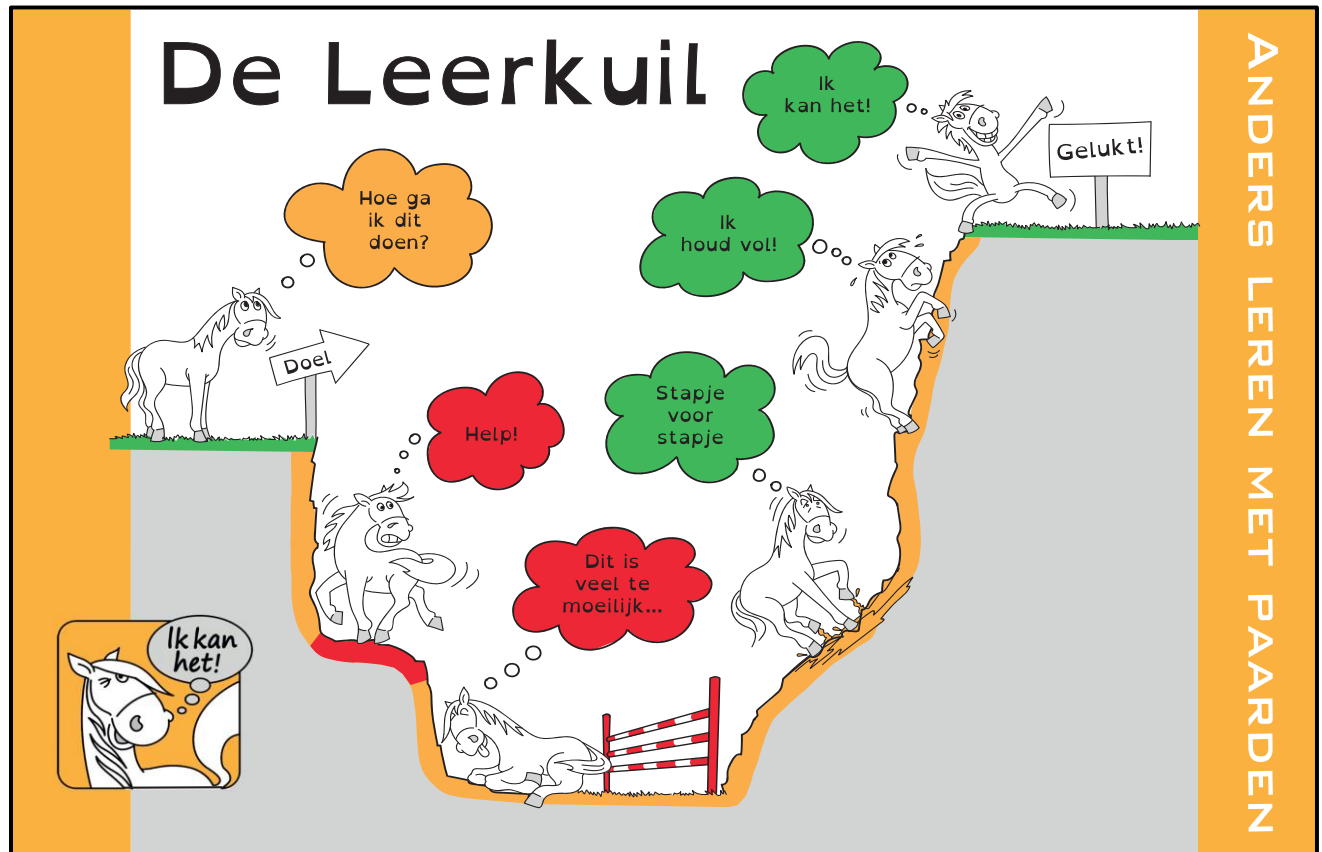 De Leerkuil
Hoe ga
ik dit
doen?
Doel
Help!
Dit is
veel te
moeilijk...
Stapje
voor
stapje
Ik
houd vol!
Ik
kan het!
Gelukt!
Ik kan
het!
ANDERS LEREN MET PAARDEN